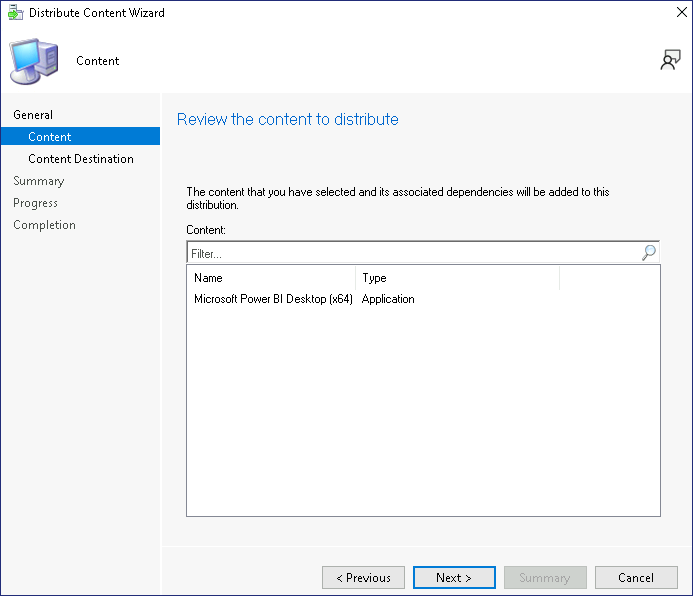 Distribute Content Wizard
Content
General
Content
Content Destination
Summary
Progress
Completion
Review the content to distribute
The content that you have selected and its associated dependencies will be added to this
distribution.
Content:
Filter...
Name Type
Microsoft Power BI Desktop (x64) Application
< Previous Next > Summary Cancel